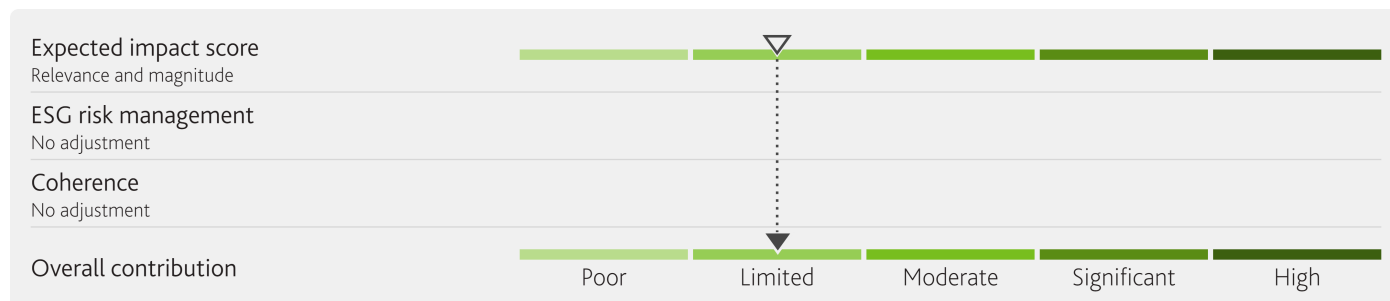 Expected impact score
Relevance and magnitude
ESG risk management
No adjustment
Coherence
No adjustment
Overall contribution
Poor Limited Moderate Significant High